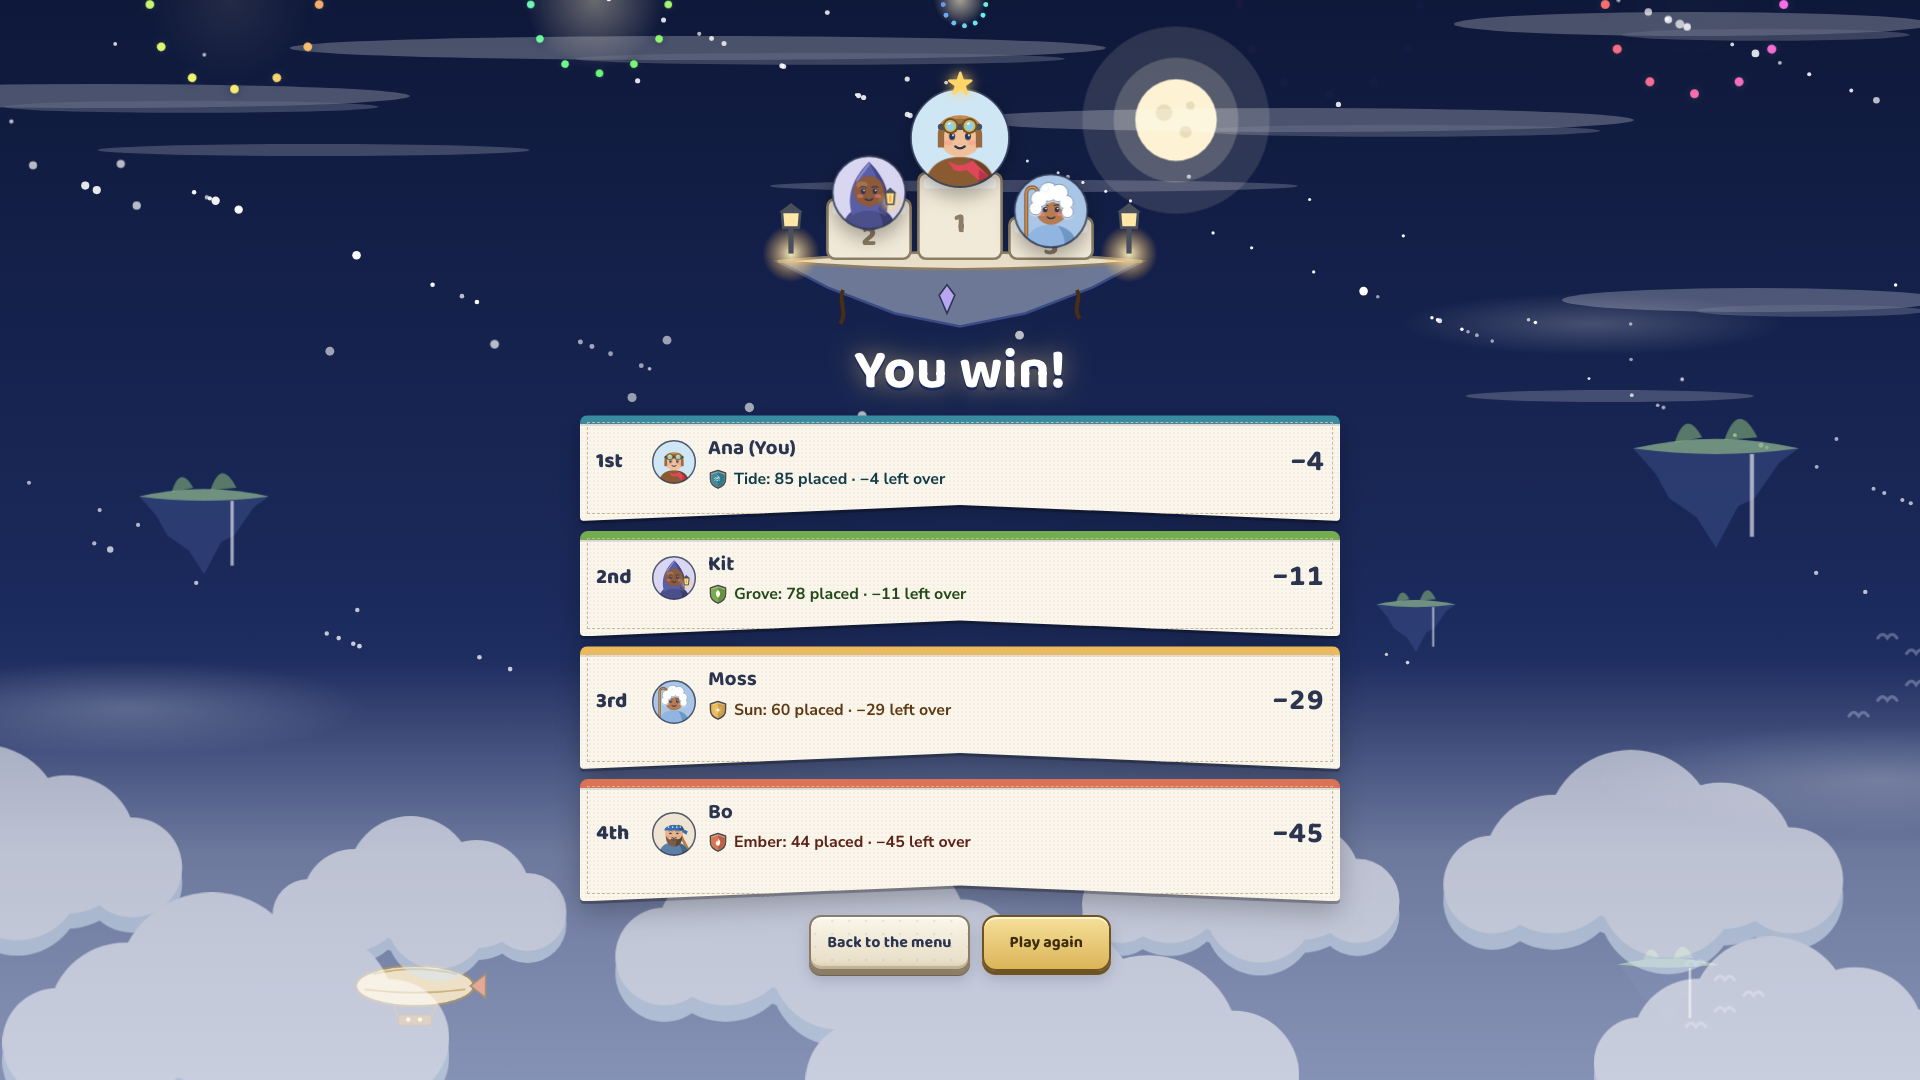 1
2
3
You win!
1st
Ana (You)
Tide: 85 placed · −4 left over
−4
2nd
Kit
Grove: 78 placed · −11 left over
−11
3rd
Moss
Sun: 60 placed · −29 left over
−29
4th
Bo
Ember: 44 placed · −45 left over
−45
Back to the menu
Play again